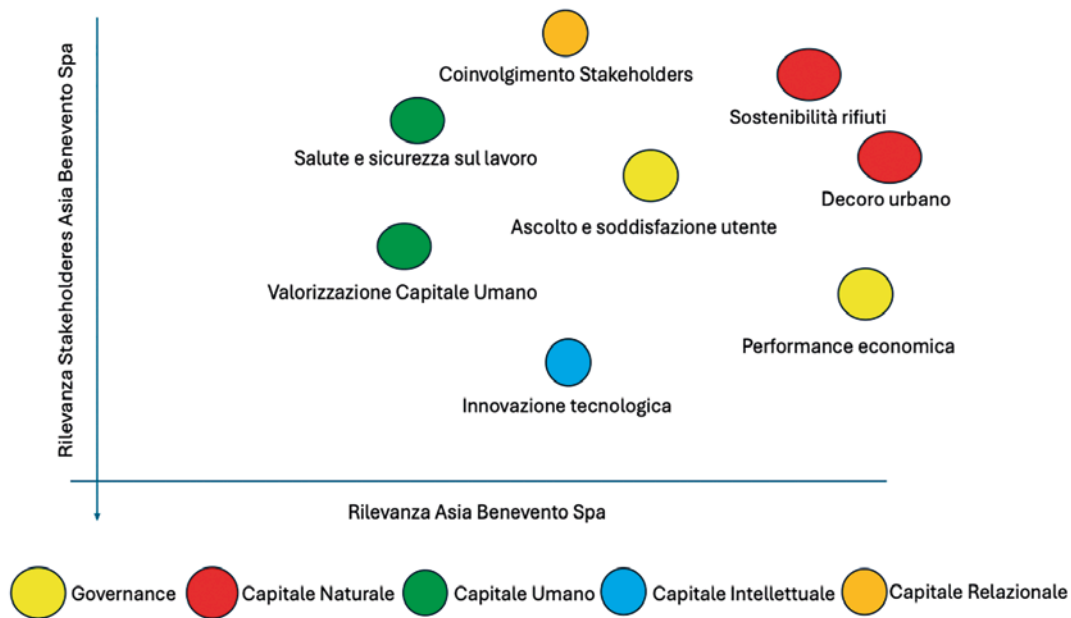 Rilevanza Stakeholderes Asia Benevento Spa
Coinvolgimento Stakeholders
Sostenibilità rifiuti
Salute e sicurezza sul lavoro
Decoro urbano
Ascolto e soddisfazione utente
Valorizzazione Capitale Umano
Performance economica
Innovazione tecnologica
Rilevanza Asia Benevento Spa
Governance
Capitale Naturale
Capitale Umano
Capitale Intellettuale
Capitale Relazionale